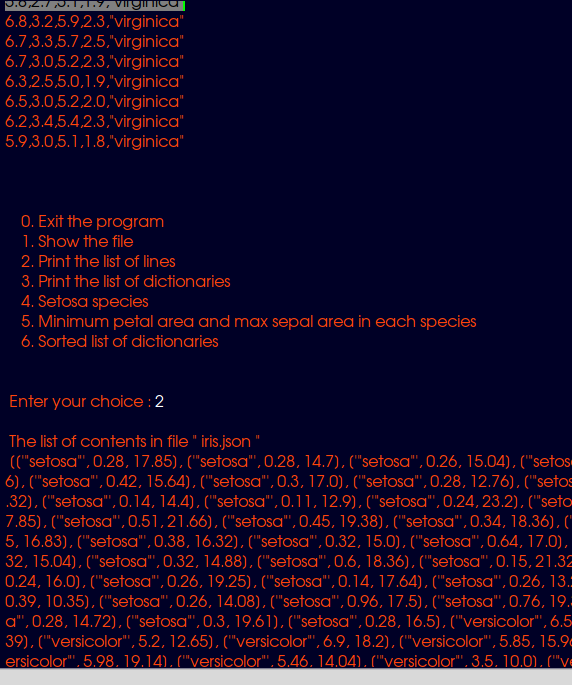 5.8,2.7,5.1,1.9,"virginica"
6.8,3.2,5.9,2.3,"virginica"
6.7,3.3,5.7,2.5,"virginica"
6.7,3.0,5.2,2.3,"virginica"
6.3,2.5,5.0,1.9,"virginica"
6.5,3.0,5.2,2.0,"virginica"
6.2,3.4,5.4,2.3,"virginica"
5.9,3.0,5.1,1.8,"virginica"
0. Exit the program
1. Show the file
2. Print the list of lines
3. Print the list of dictionaries
4. Setosa species
5. Minimum petal area and max sepal area in each species
6. Sorted list of dictionaries
Enter your choice : 2
The list of contents in file " iris.json "
[['"setosa"', 0.28, 17.85], ['"setosa"', 0.28, 14.7], ['"setosa"', 0.26, 15.04], ['"setos
6], ['"setosa"', 0.42, 15.64], ['"setosa"', 0.3, 17.0], ['"setosa"', 0.28, 12.76], ['"setos
.32], ['"setosa"', 0.14, 14.4], ['"setosa"', 0.11, 12.9], ['"setosa"', 0.24, 23.2], ['"seto
7.85], ['"setosa"', 0.51, 21.66], ['"setosa"', 0.45, 19.38], ['"setosa"', 0.34, 18.36], ['"
5, 16.83], ['"setosa"', 0.38, 16.32], ['"setosa"', 0.32, 15.0], ['"setosa"', 0.64, 17.0],
32, 15.04], ['"setosa"', 0.32, 14.88], ['"setosa"', 0.6, 18.36], ['"setosa"', 0.15, 21.32
0.24, 16.0], ['"setosa"', 0.26, 19.25], ['"setosa"', 0.14, 17.64], ['"setosa"', 0.26, 13.
0.39, 10.35], ['"setosa"', 0.26, 14.08], ['"setosa"', 0.96, 17.5], ['"setosa"', 0.76, 19.
a"', 0.28, 14.72], ['"setosa"', 0.3, 19.61], ['"setosa"', 0.28, 16.5], ['"versicolor"', 6.5
39], ['"versicolor"', 5.2, 12.65], ['"versicolor"', 6.9, 18.2], ['"versicolor"', 5.85, 15.96
ersicolor"', 5.98, 19.14], ['"versicolor"', 5.46, 14.04], ['"versicolor"', 3.5, 10.0], ['"ve